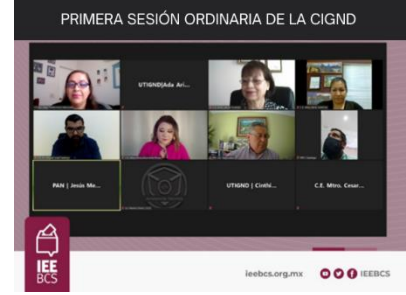 PRIMERA SESIÓN ORDINARIA DE LA CIGND
UTIGND|Ada Ari...
PAN | Jesús Me...
UTIGND | Cinthi...
C.E. Mtro. Cesar...
IEE
BCS
ieebcs.org.mx
IEEBCS